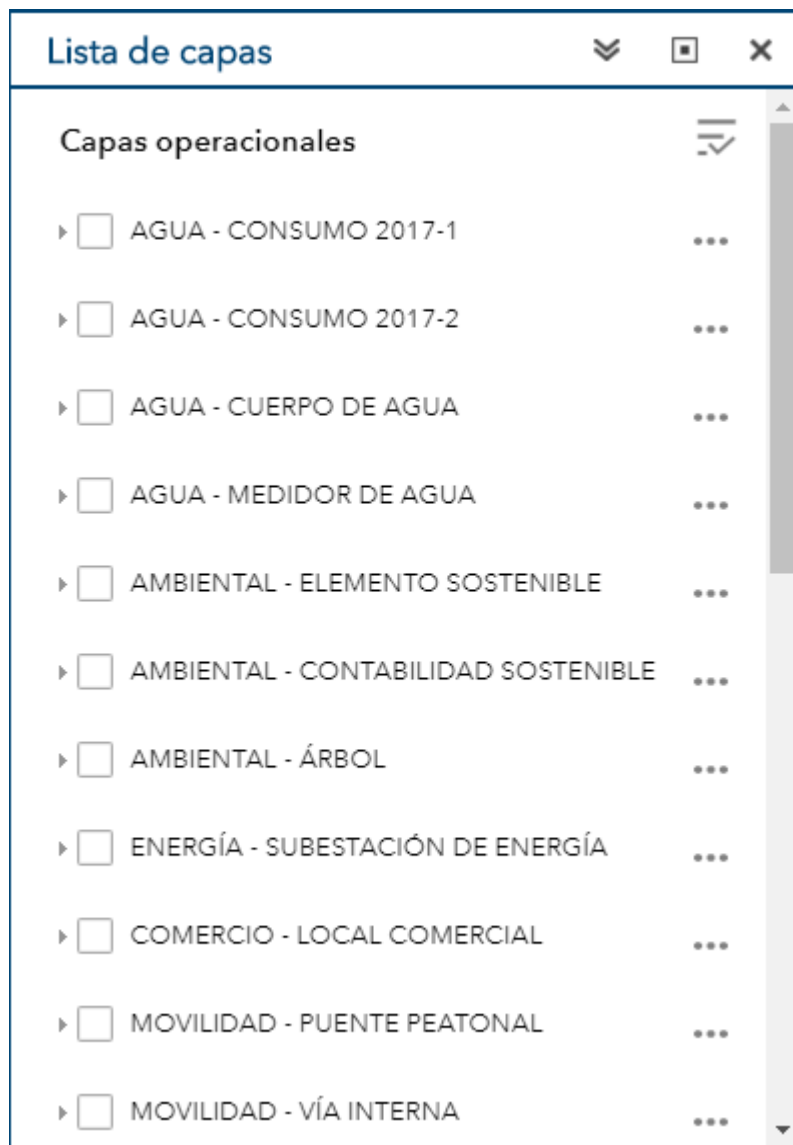 Lista de capas
Capas operacionales
AGUA - CONSUMO 2017-1
AGUA - CONSUMO 2017-2
AGUA - CUERPO DE AGUA
AGUA - MEDIDOR DE AGUA
AMBIENTAL - ELEMENTO SOSTENIBLE
AMBIENTAL - CONTABILIDAD SOSTENIBLE
AMBIENTAL - ÁRBOL
ENERGÍA - SUBESTACIÓN DE ENERGÍA
COMERCIO - LOCAL COMERCIAL
MOVILIDAD - PUENTE PEATONAL
MOVILIDAD - VÍA INTERNA